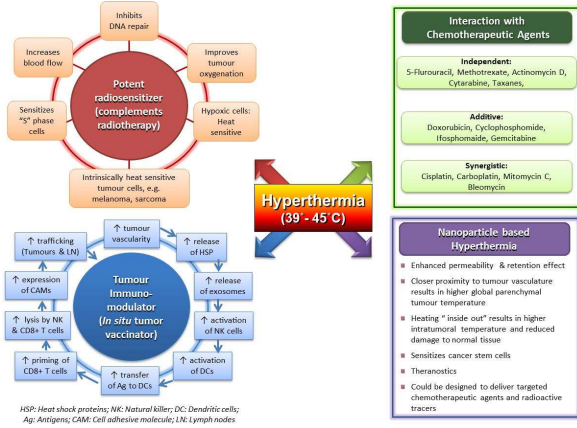 Inhibits
DNA repair
Increases
blood flow
Improves
tumour
oxygenation
Potent
radiosensitizer
(complements
radiotherapy)
Sensitizes
"S" phase
cells
Hypoxic cells:
Heat
sensitive
Intrinsically heat sensitive
tumour cells, e.g.
melanoma, sarcoma
Hyperthermia
(39˚- 45˚C)
↑ tumour
vascularity
↑ release
of HSP
↑ release
of exosomes
↑ activation
of NK cells
↑ activation
of DCs
↑ transfer
of Ag to DCs
↑ priming of
CD8+ T cells
↑ lysis by NK
& CD8+ T cells
↑ expression
of CAMs
↑ trafficking
(Tumours & LN)
Tumour
Immuno-
modulator
(In situ tumor
vaccinator)
HSP: Heat shock proteins; NK: Natural killer; DC: Dendritic cells;
Ag: Antigens; CAM: Cell adhesive molecule; LN: Lymph nodes
Interaction with
Chemotherapeutic Agents
Independent:
5-Flurouracil, Methotrexate, Actinomycin D,
Cytarabine, Taxanes,
Additive:
Doxorubicin, Cyclophosphomide,
Ifosphomaide, Gemcitabine
Synergistic:
Cisplatin, Carboplatin, Mitomycin C,
Bleomycin
Nanoparticle based
Hyperthermia
Enhanced permeability & retention effect
Closer proximity to tumour vasculature
results in higher global parenchymal
tumour temperature
Heating " inside out" results in higher
intratumoral temperature and reduced
damage to normal tissue
Sensitizes cancer stem cells
Theranostics
Could be designed to deliver targeted
chemotherapeutic agents and radioactive
tracers